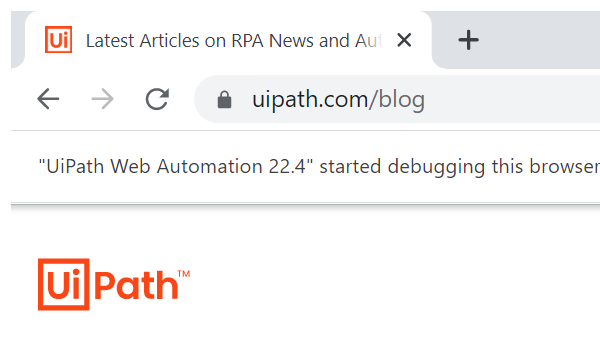 Ui Latest Articles on RPA News and Aut
uipath.com/blog
"UiPath Web Automation 22.4" started debugging this browser
UiPath™